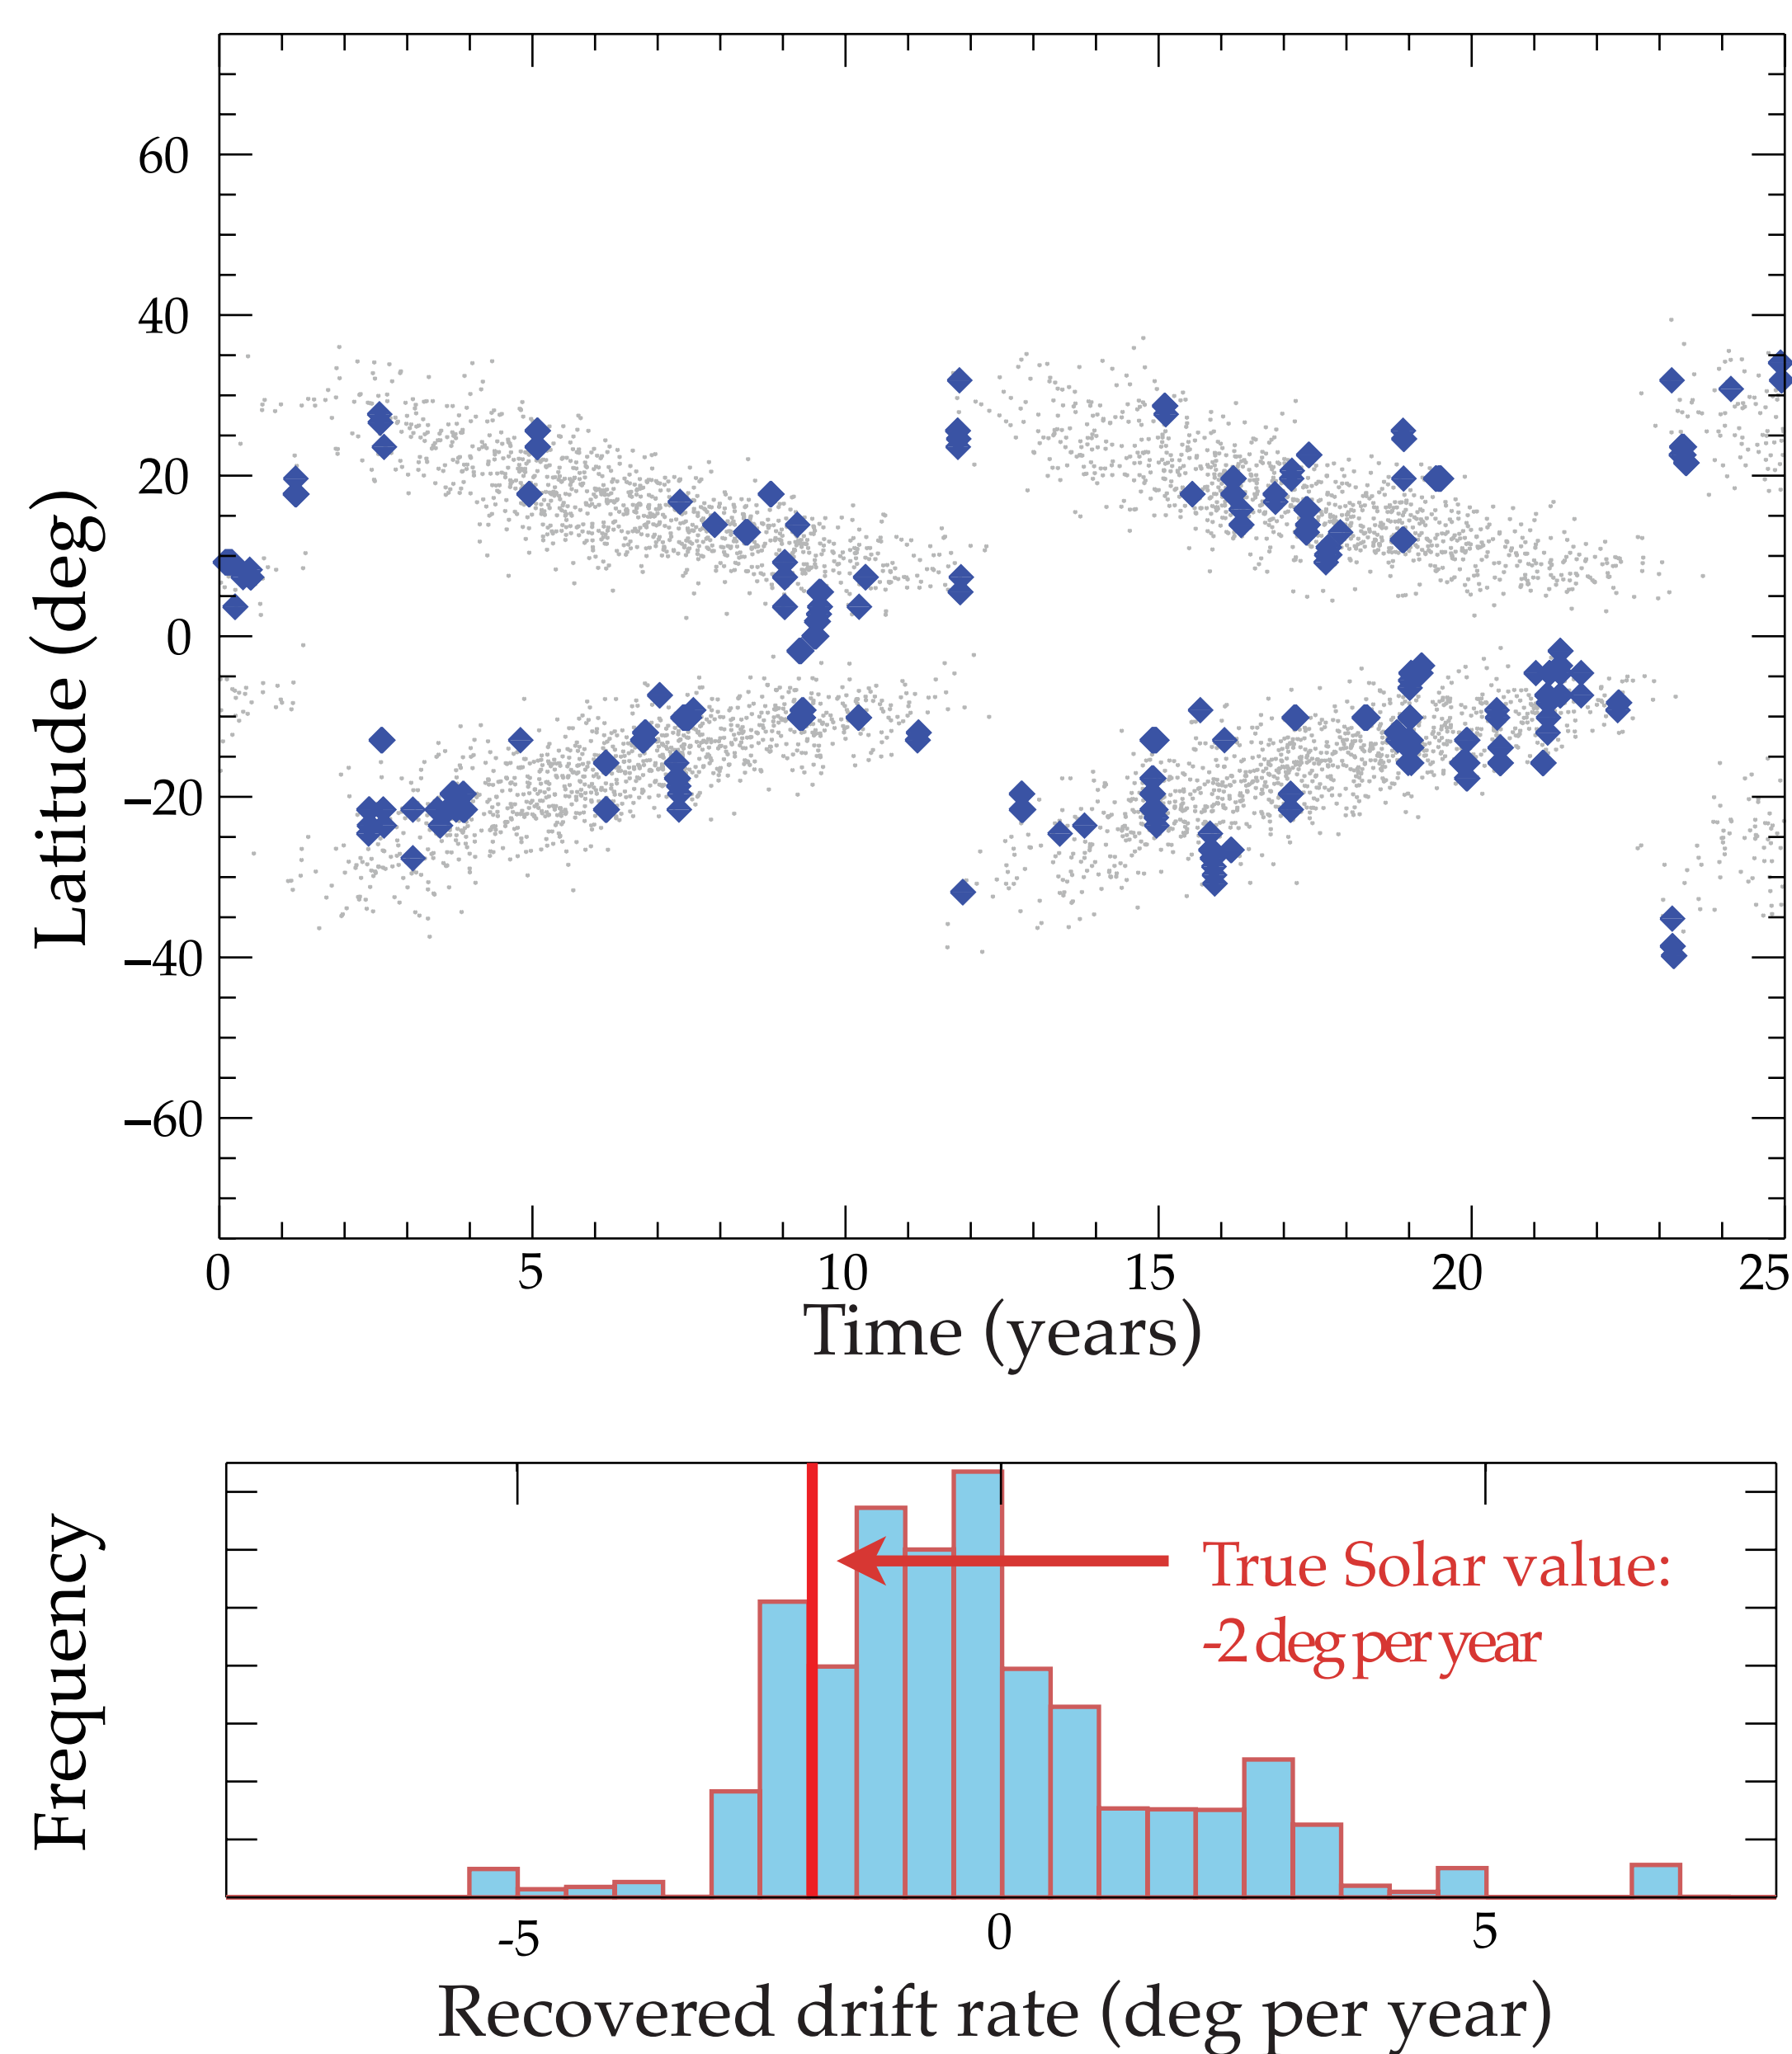 60
40
20
0
−20
−40
−60
Latitude (deg)
0 5 10 15 20 25
Time (years)
Frequency
True Solar value:
-2 deg per year
-5 0 5
Recovered drift rate (deg per year)